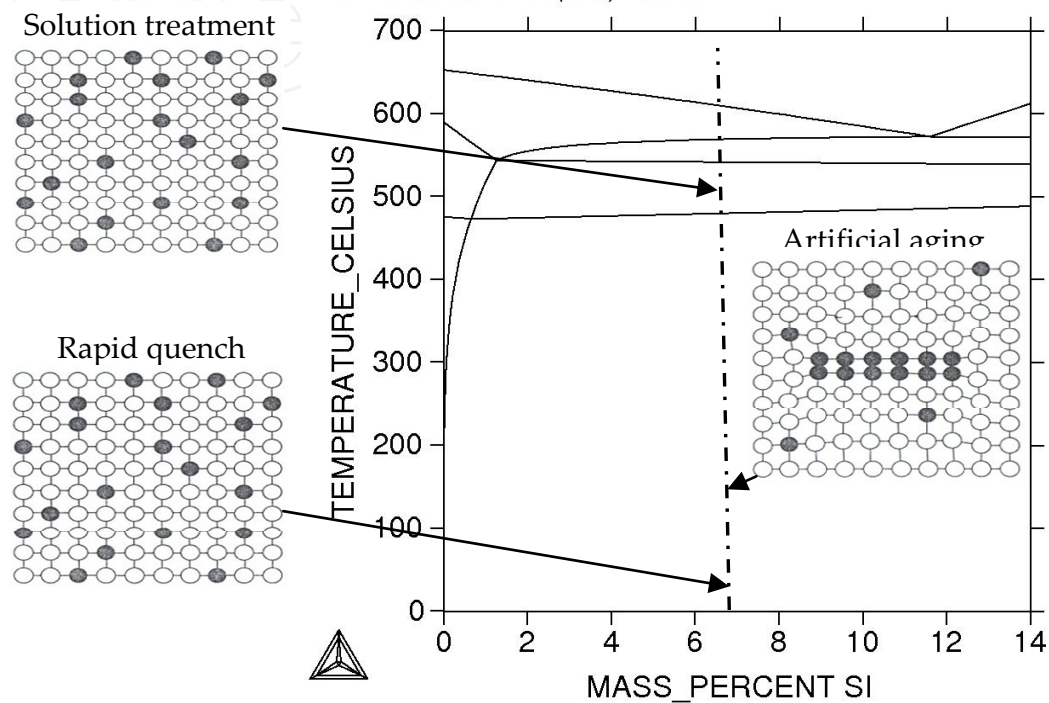 Solution treatment
Rapid quench
Artificial aging
TEMPERATURE_CELSIUS
700
600
500
400
300
200
100
0
0 2 4 6 8 10 12 14
MASS_PERCENT SI